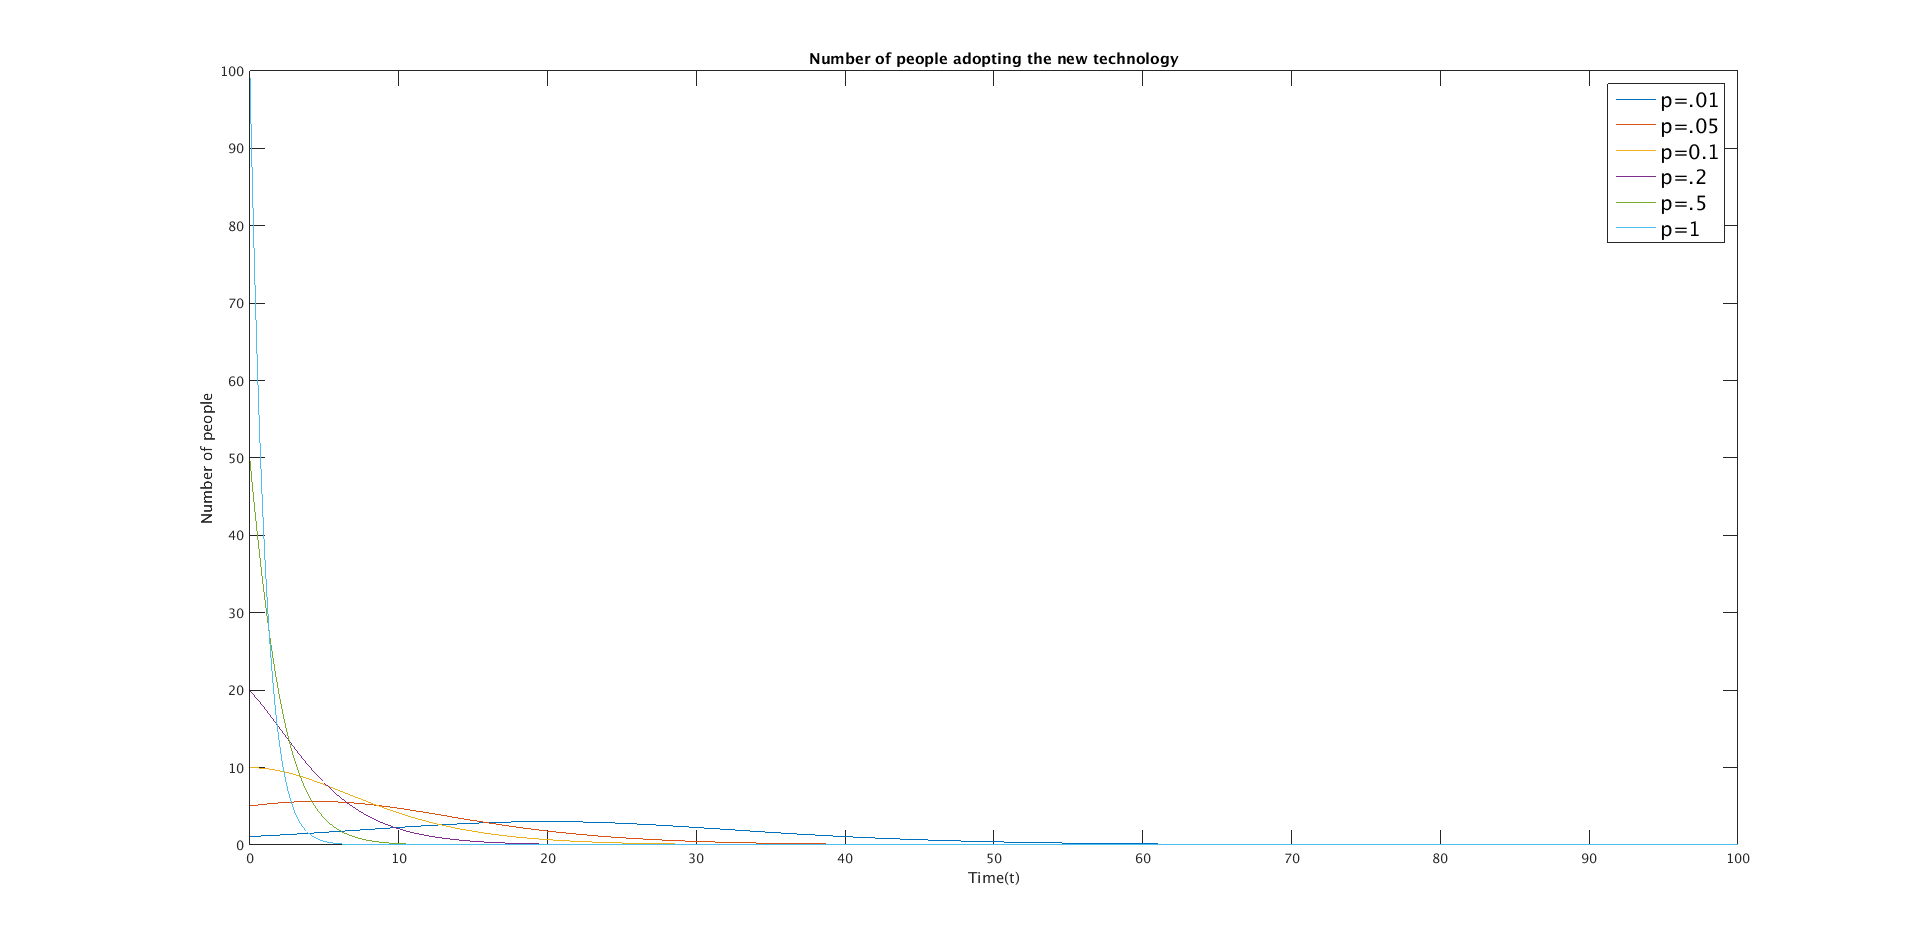 Number of people adopting the new technology
100
90
80
70
60
50
40
30
20
10
0
Number of people
0 10 20 30 40 50 60 70 80 90 100
Time(t)
p=.01
p=.05
p=0.1
p=.2
p=.5
p=1